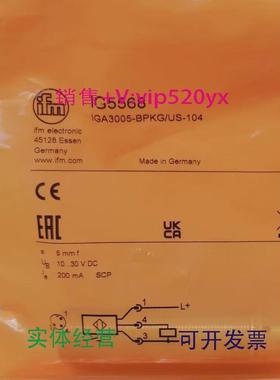 销售+V:vip520yx
ifm
IG5568
IGA3005-BPKG/US-104
ifm electronic
45128 Essen
Germany
www.ifm.com
Made in Germany
CE
EAC
UK
CA
5 mm f
UB 10...30 V DC
200 mA SCP
1
L+
4
3
实体经营
可开发票